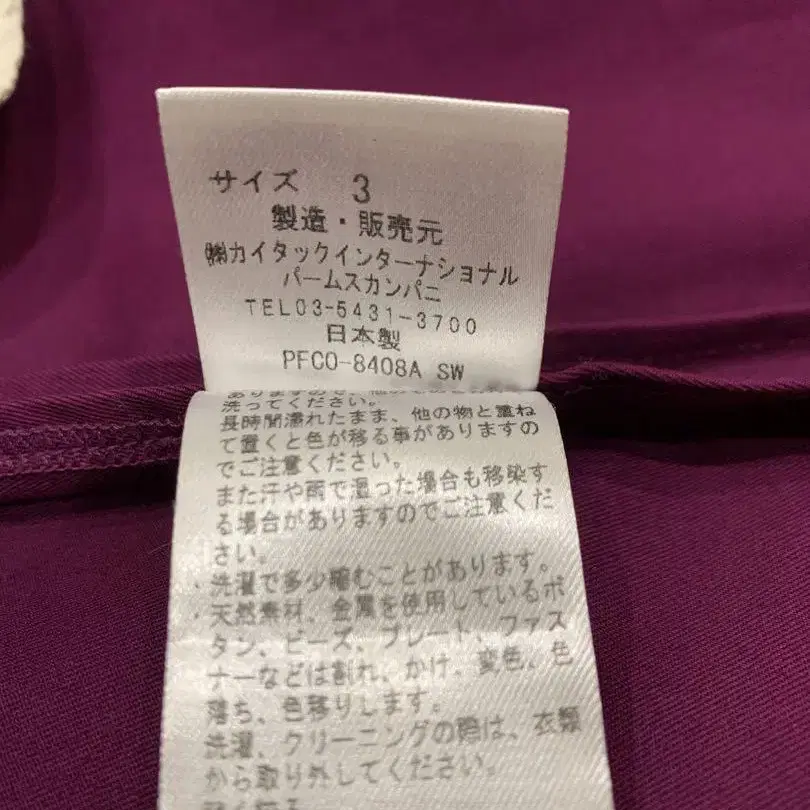 サイズ 3
製造・販売元
㈱カイタックインターナショナル
パームスカンパニ
TEL03-5431-3700
日本製
PFC0-8408A SW
ありますので、他の
洗ってください。
長時間濡れたまま、他の物と重ね
て置くと色が移る事がありますの
でご注意ください。
また汗や雨で湿った場合も移染す
る場合がありますのでご注意くだ
さい。
・洗濯で多少縮むことがあります。
・天然素材、金属を使用しているボ
タン、ビーズ、プレート、ファス
ナーなどは割れ、かけ、変色、色
落ち、色移りします。
洗濯、クリーニングの際は、衣類
から取り外してください。